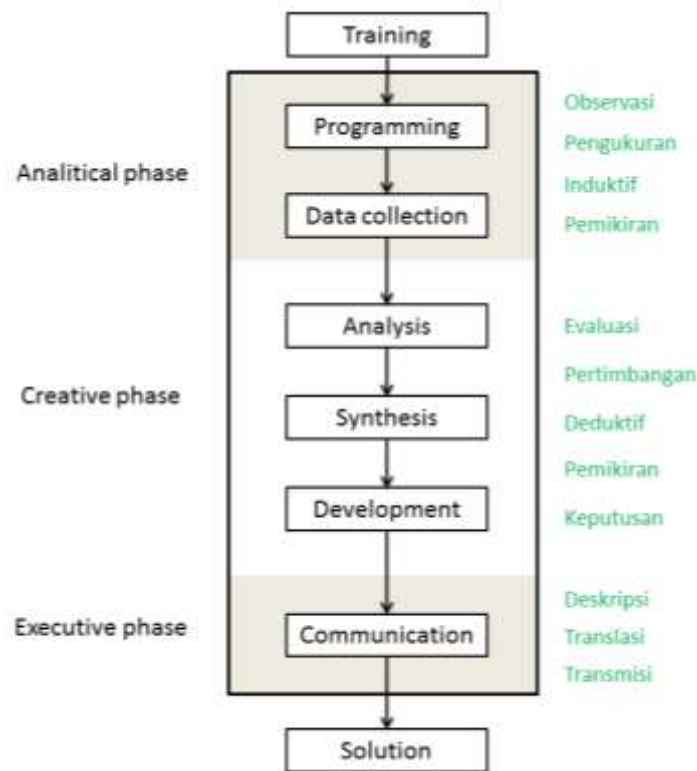 Training
Programming
Observasi
Pengukuran
Analitical phase
Induktif
Data collection
Pemikiran
Analysis
Evaluasi
Creative phase
Pertimbangan
Synthesis
Deduktif
Pemikiran
Development
Keputusan
Executive phase
Communication
Deskripsi
Translasi
Transmisi
Solution